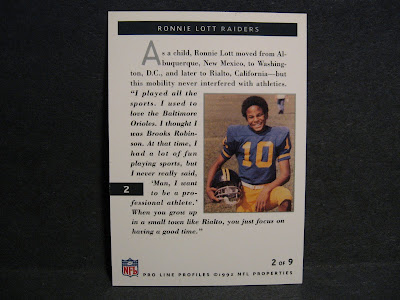 RONNIE LOTT RAIDERS
As a child, Ronnie Lott moved from Al-
buquerque, New Mexico, to Washing-
ton, D.C., and later to Rialto, California—but
this mobility never interfered with athletics.
"I played all the
sports. I used to
love the Baltimore
Orioles. I thought I
was Brooks Robin-
son. At that time, I
had a lot of fun
playing sports, but
I never really said,
'Man, I want
to be a pro-
fessional athlete.'
When you grow up
in a small town like Rialto, you just focus on
having a good time."
2
10
2 OF 9
NFL
PRO LINE PROFILES ©1992 NFL PROPERTIES